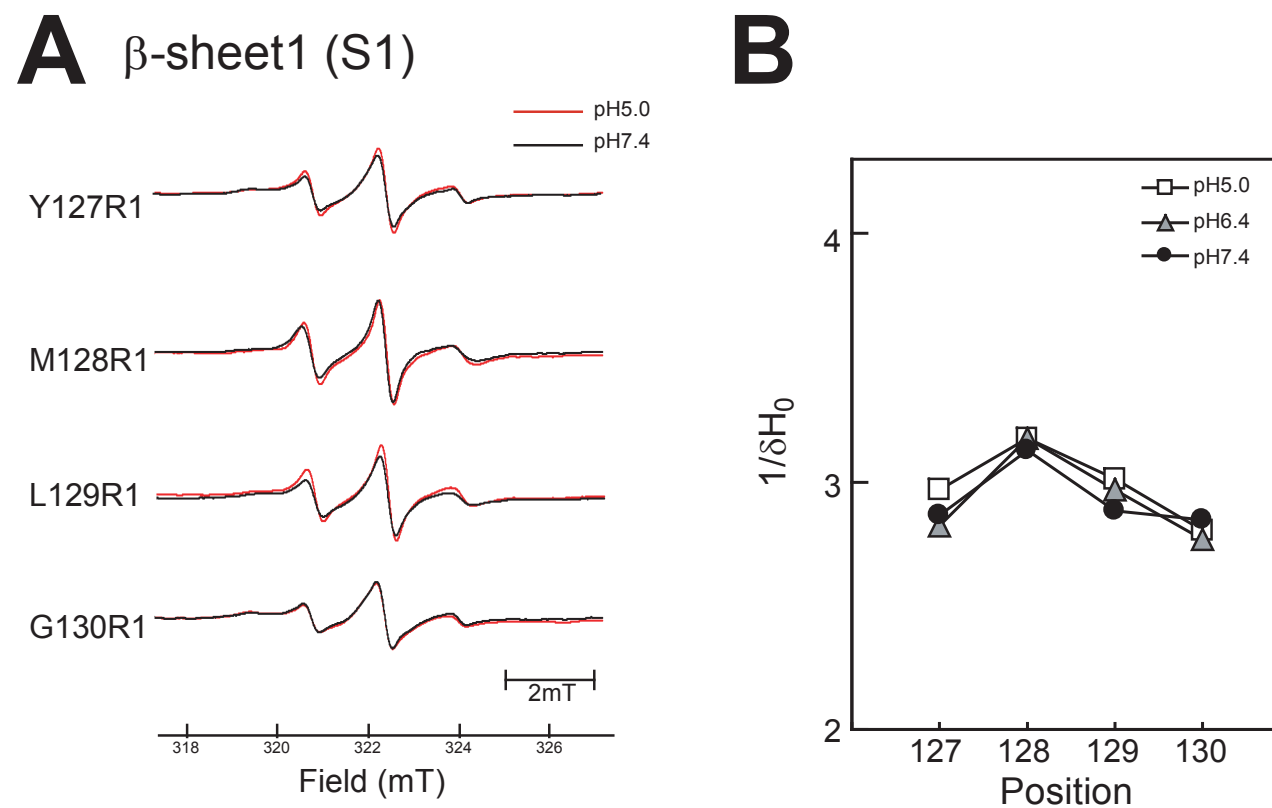 A β-sheet1 (S1)
pH5.0
pH7.4
Y127R1
M128R1
L129R1
G130R1
2mT
318 320 322 324 326
Field (mT)
B
pH5.0
pH6.4
pH7.4
4
3
2
1/δH₀
127 128 129 130
Position